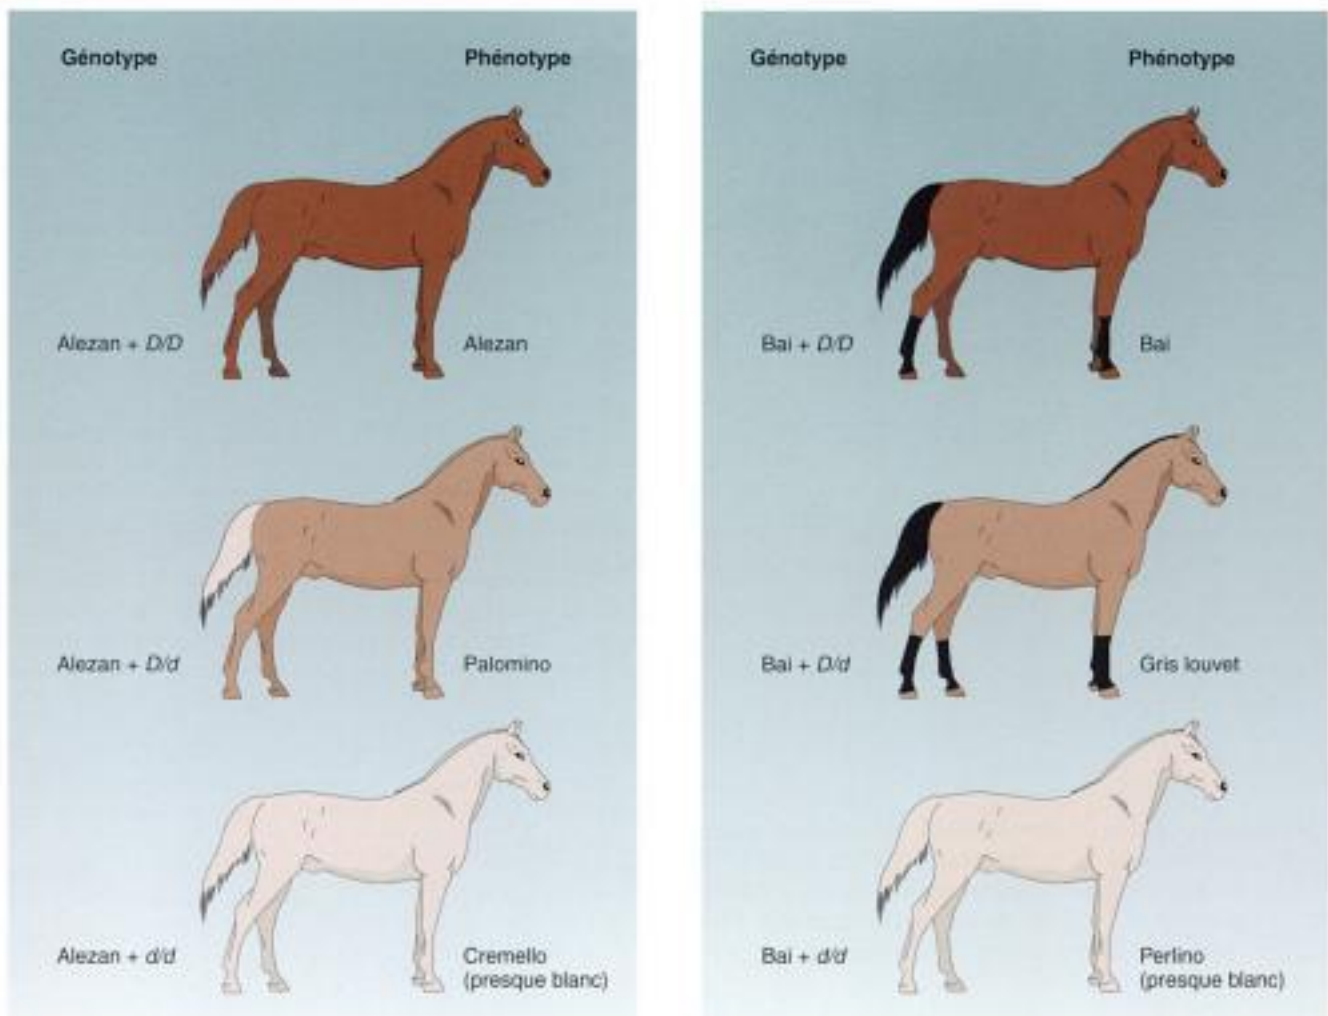 Génotype Phénotype
Alezan + D/D Alezan
Alezan + D/d Palomino
Alezan + d/d Cremello
(presque blanc)
Génotype Phénotype
Bai + D/D Bai
Bai + D/d Gris louvet
Bai + d/d Perlino
(presque blanc)